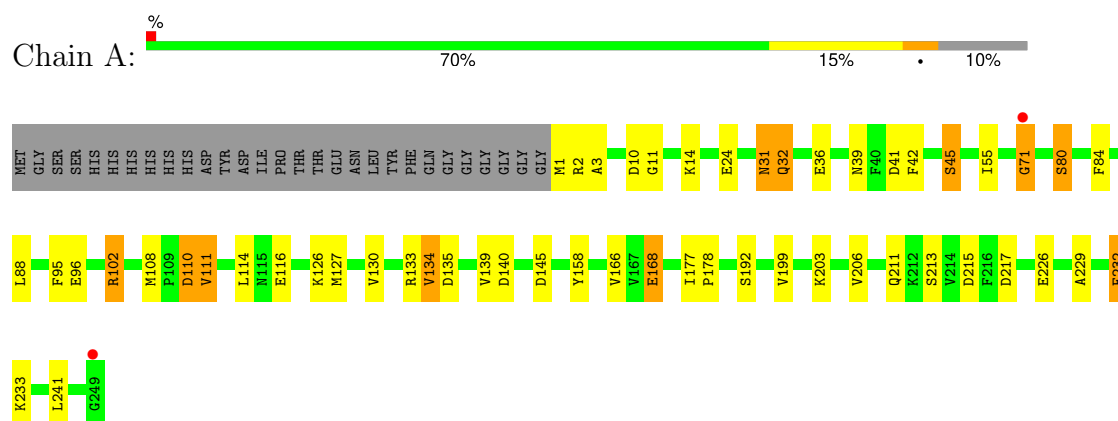 %
Chain A:
70% 15% • 10%
MET GLY SER SER HIS HIS HIS HIS HIS HIS ASP TYR ASP ILE PRO THR THR GLU ASN LEU TYR PHE GLN GLY GLY GLY GLY GLY GLY M1 R2 A3 D10 G11 K14 E24 N31 Q32 E36 N39 F40 D41 F42 S45 I55 G71 S80 F84
L88 F95 E96 R102 M108 P109 D110 V111 L114 N115 E116 K126 M127 V130 R133 V134 D135 V139 D140 D145 Y158 V166 V167 E168 I177 P178 S192 V199 K203 V206 Q211 K212 S213 V214 D215 F216 D217 E226 A229
K233 L241 G249